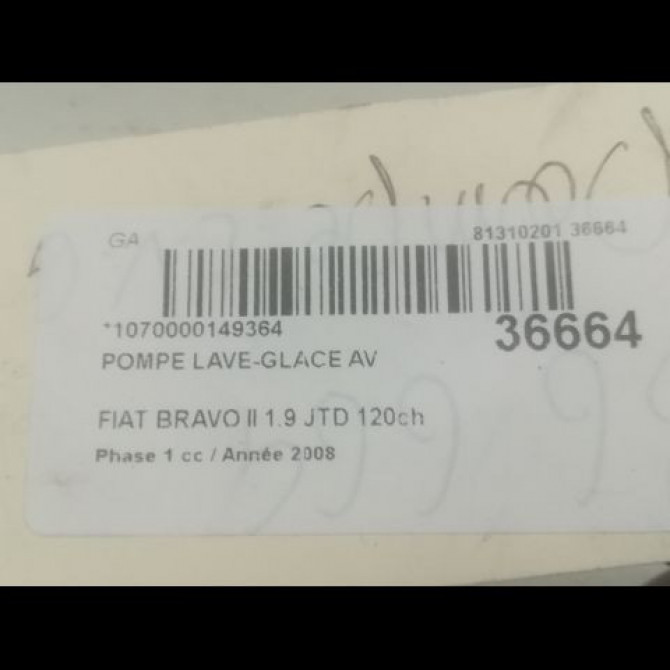 GA 81310201 36664
*1070000149364 36664
POMPE LAVE-GLACE AV
FIAT BRAVO II 1.9 JTD 120ch
Phase 1 cc / Année 2008